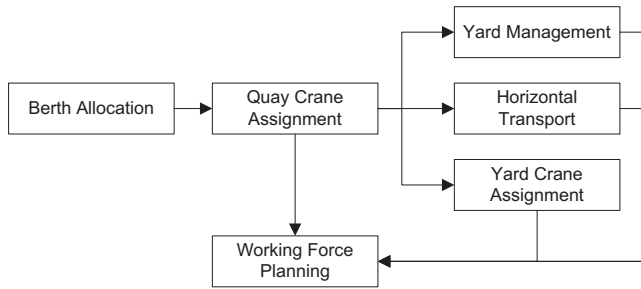 Yard Management
Berth Allocation
Quay Crane
Assignment
Horizontal
Transport
Yard Crane
Assignment
Working Force
Planning